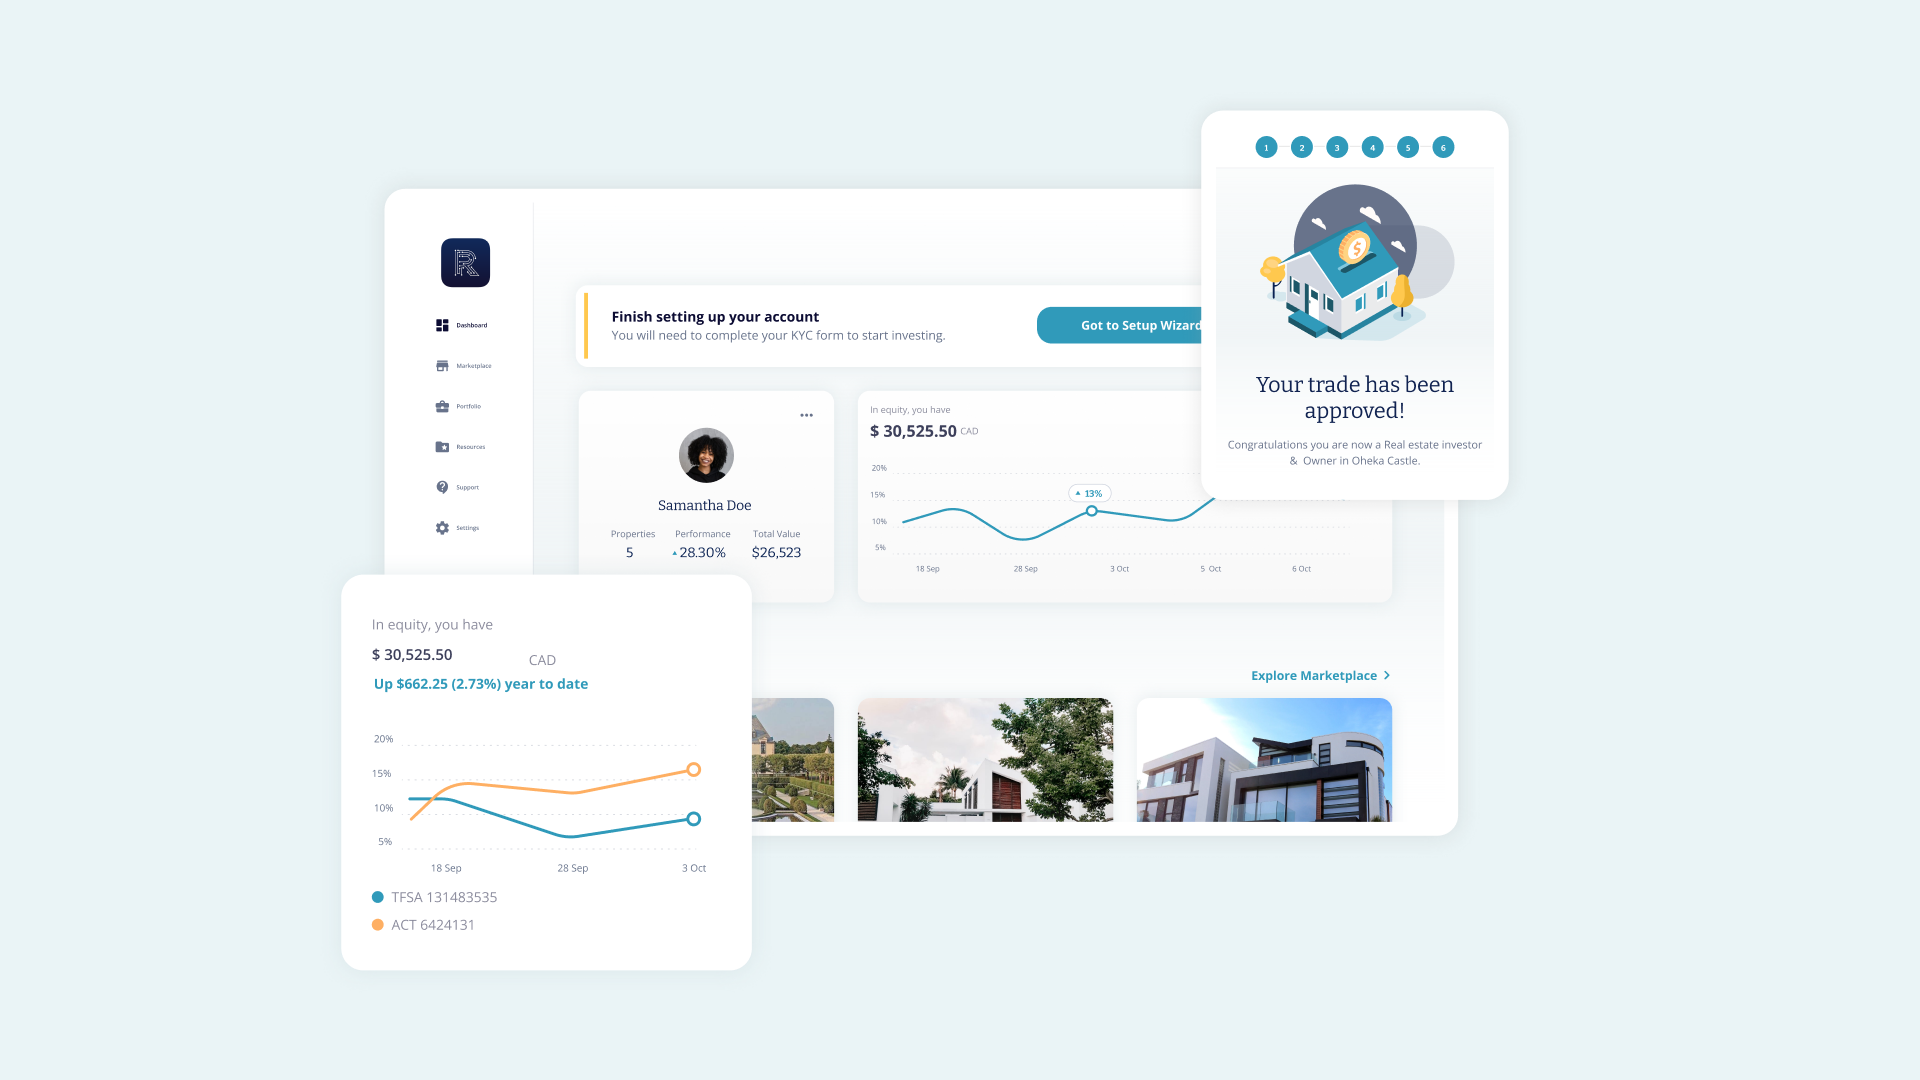 1 2 3 4 5 6
Your trade has been
approved!
Congratulations you are now a Real estate investor
& Owner in Oheka Castle.
R
Dashboard
Marketplace
Portfolio
Resources
Support
Settings
Finish setting up your account
You will need to complete your KYC form to start investing.
Got to Setup Wizard
Samantha Doe
Properties Performance Total Value
5 28.30% $26,523
In equity, you have
$ 30,525.50 CAD
20%
15%
10%
5%
13%
18 Sep 28 Sep 3 Oct 5 Oct 6 Oct
Explore Marketplace
In equity, you have
$ 30,525.50 CAD
Up $662.25 (2.73%) year to date
20%
15%
10%
5%
18 Sep 28 Sep 3 Oct
TFSA 131483535
ACT 6424131